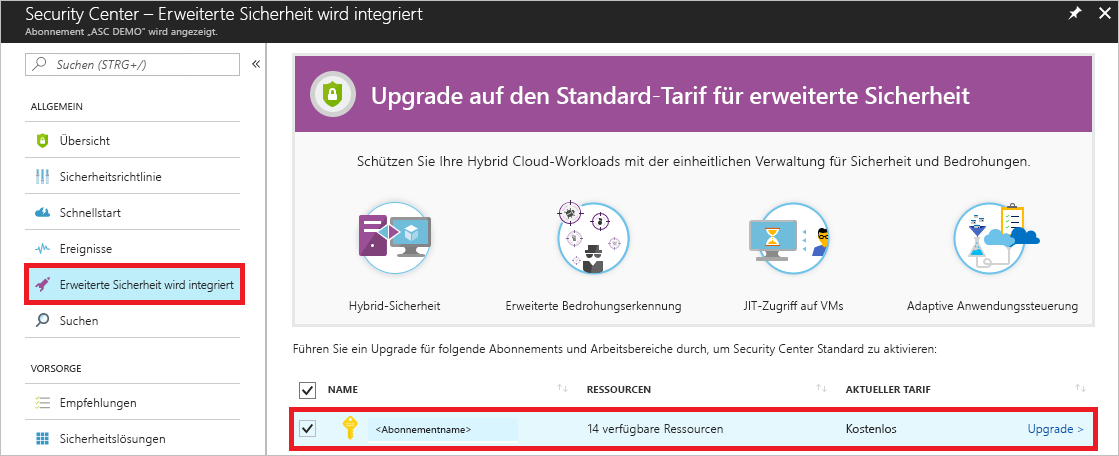 Security Center – Erweiterte Sicherheit wird integriert
Abonnement „ASC DEMO" wird angezeigt.
Suchen (STRG+/)
«
ALLGEMEIN
Übersicht
Sicherheitsrichtlinie
Schnellstart
Ereignisse
Erweiterte Sicherheit wird integriert
Suchen
VORSORGE
Empfehlungen
Sicherheitslösungen
Upgrade auf den Standard-Tarif für erweiterte Sicherheit
Schützen Sie Ihre Hybrid Cloud-Workloads mit der einheitlichen Verwaltung für Sicherheit und Bedrohungen.
Hybrid-Sicherheit Erweiterte Bedrohungserkennung JIT-Zugriff auf VMs Adaptive Anwendungssteuerung
Führen Sie ein Upgrade für folgende Abonnements und Arbeitsbereiche durch, um Security Center Standard zu aktivieren:
NAME RESSOURCEN AKTUELLER TARIF
<Abonnementname> 14 verfügbare Ressourcen Kostenlos Upgrade >